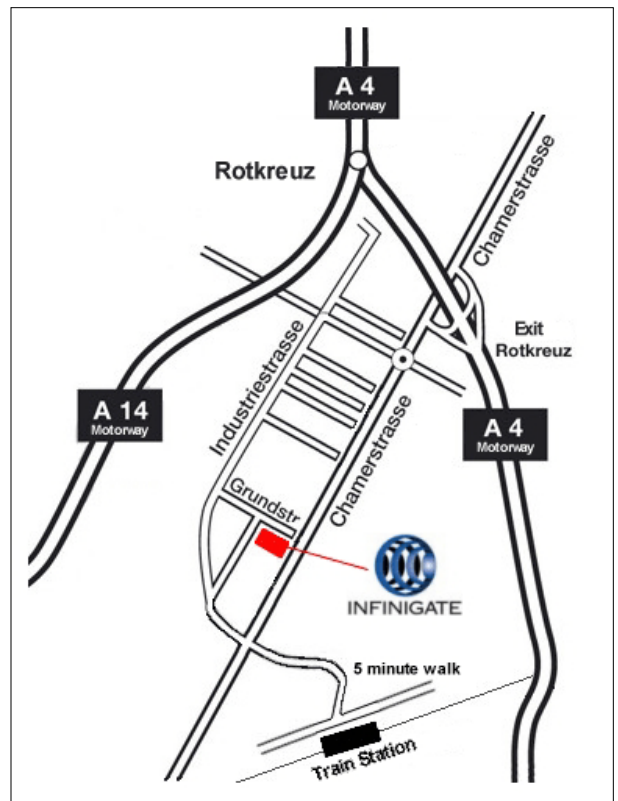 A 4
Motorway
Rotkreuz
Chamerstrasse
Exit
Rotkreuz
Industriestrasse
A 14
Motorway
A 4
Motorway
Chamerstrasse
Grundstr
INFINIGATE
5 minute walk
Train Station